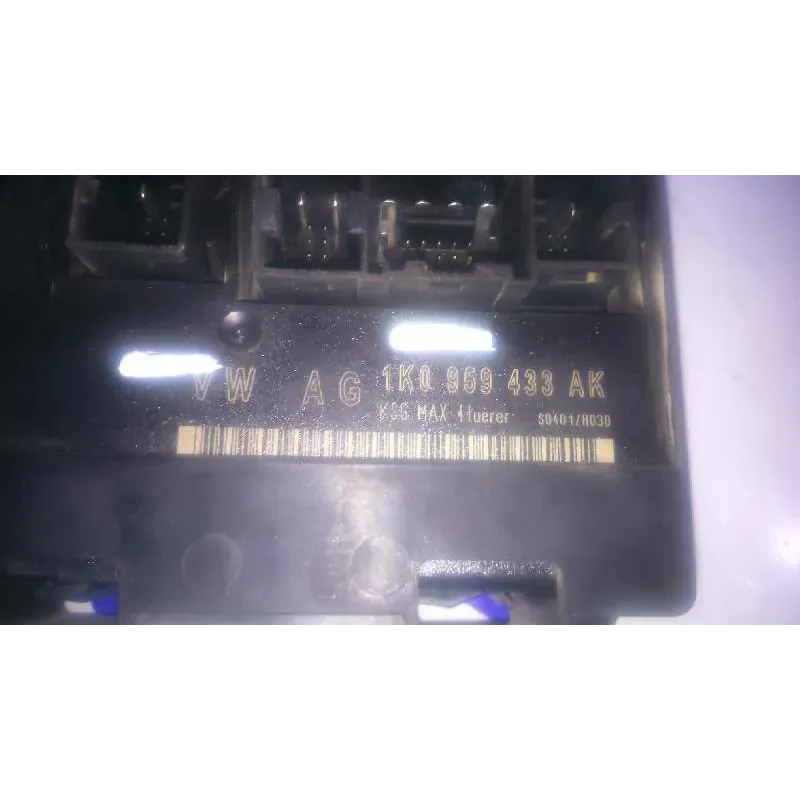 VW AG 1K0 959 433 AK
KSG MAX 4tuerer S0401/H030